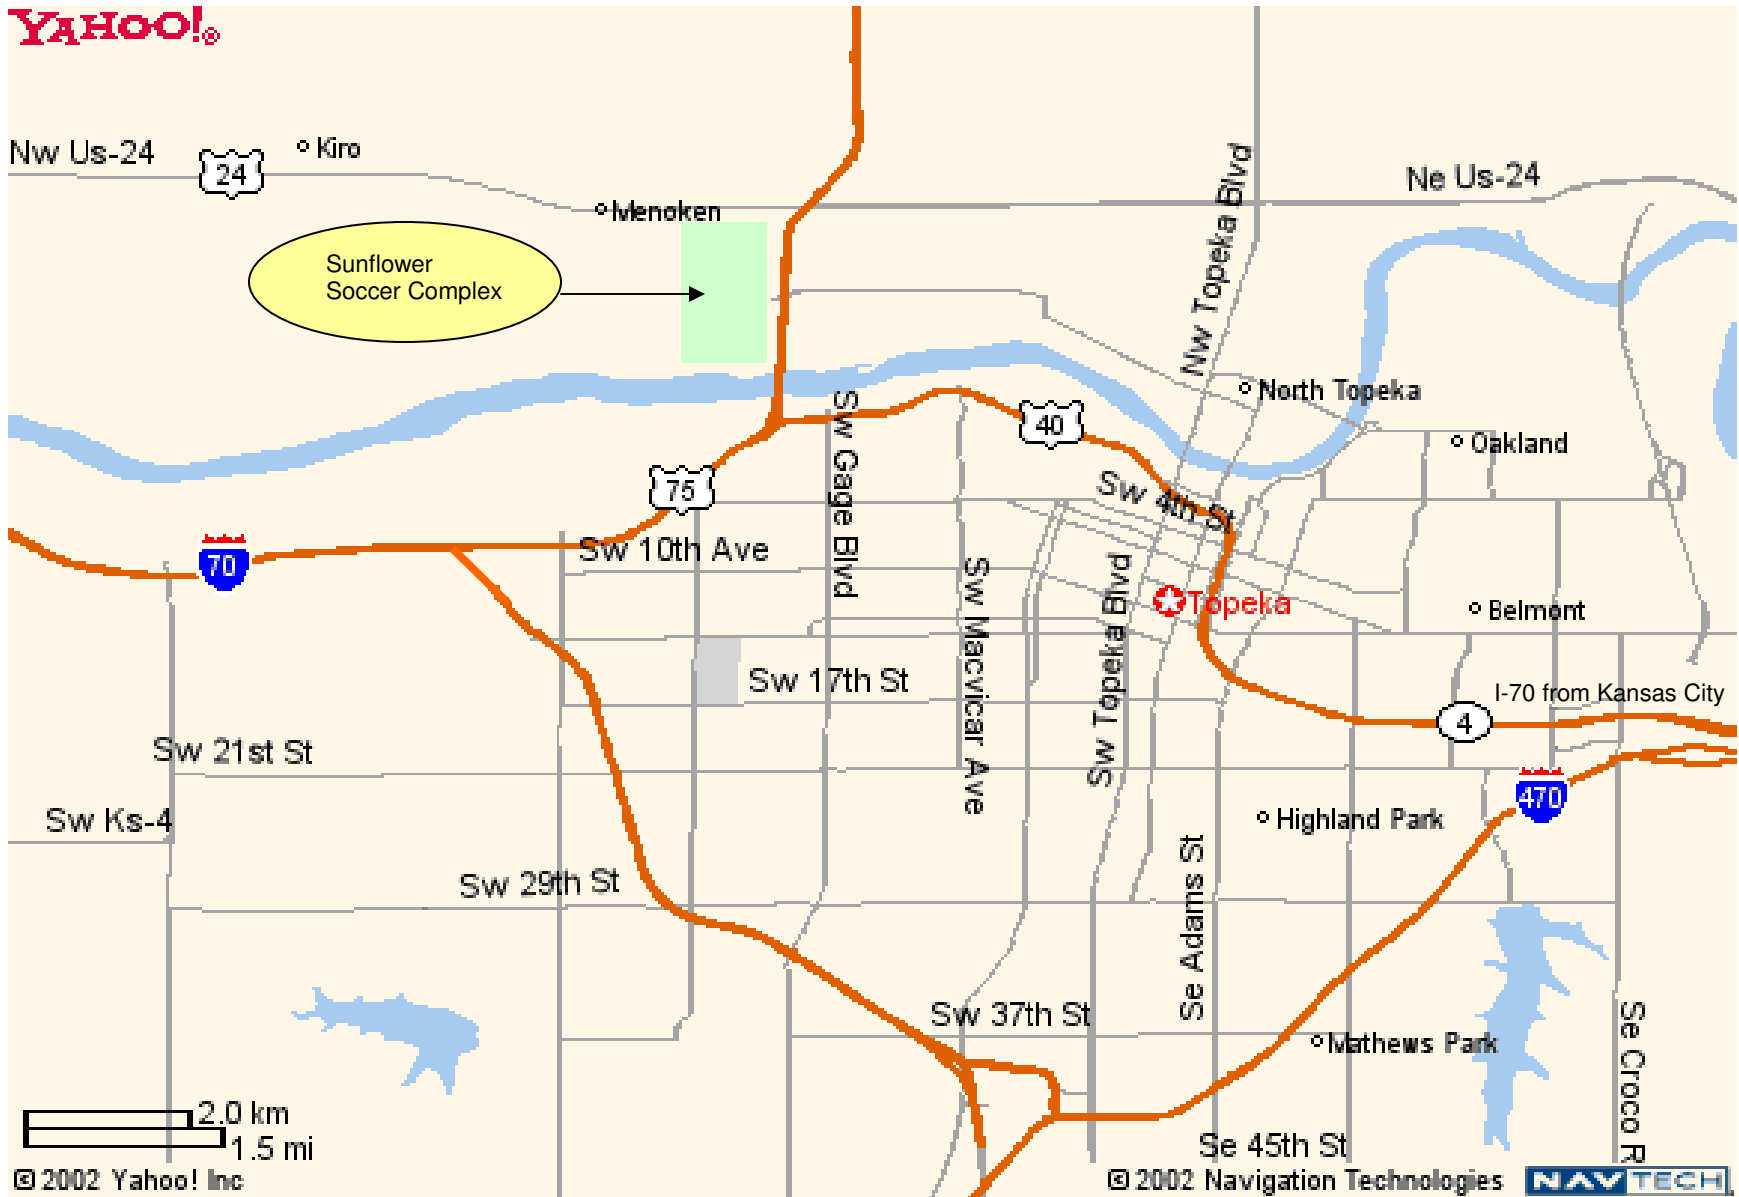 YAHOO!®
Nw Us-24
24
Kiro
Menoken
Ne Us-24
Nw Topeka Blvd
Sunflower
Soccer Complex
North Topeka
40
Oakland
75
Sw Gage Blvd
Sw 4th St
70
Sw 10th Ave
Sw Macvicar Ave
Sw Topeka Blvd
Topeka
Belmont
Sw 17th St
I-70 from Kansas City
4
Sw 21st St
470
Sw Ks-4
Highland Park
Sw 29th St
Se Adams St
Sw 37th St
Mathews Park
Se Croco R
2.0 km
1.5 mi
Se 45th St
© 2002 Yahoo! Inc
© 2002 Navigation Technologies
NAVTECH